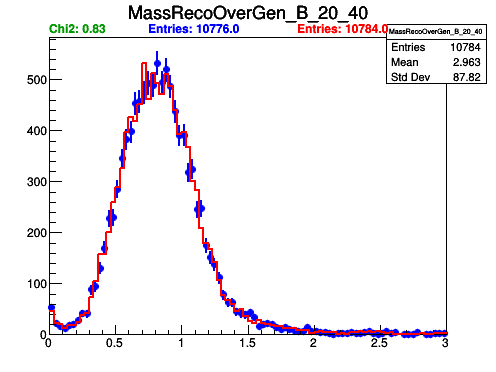 MassRecoOverGen_B_20_40
Chi2: 0.83 Entries: 10776.0 Entries: 10784.0
MassRecoOverGen_B_20_40
Entries 10784
Mean 2.963
Std Dev 87.82
500
400
300
200
100
0
0 0.5 1 1.5 2 2.5 3